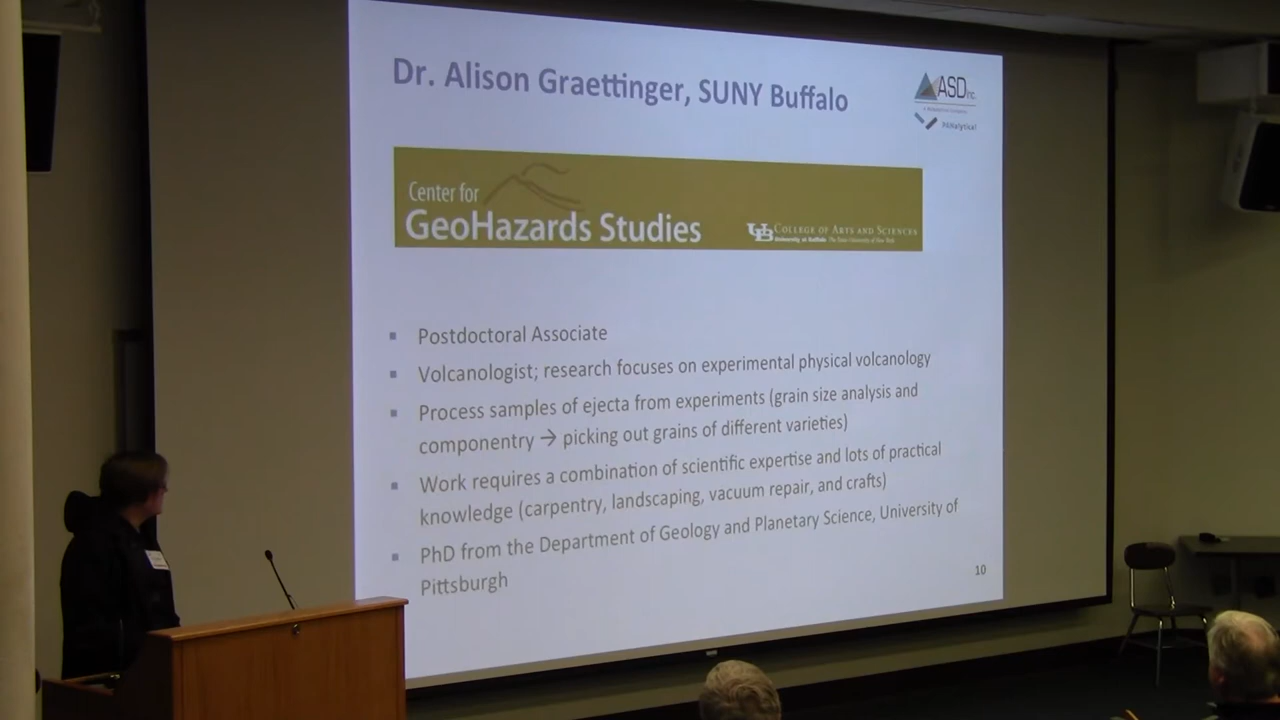 Dr. Alison Graettinger, SUNY Buffalo
ASD inc.
PANalytical
Center for
GeoHazards Studies
UB COLLEGE OF ARTS AND SCIENCES
University at Buffalo The State University of New York
▪ Postdoctoral Associate
▪ Volcanologist; research focuses on experimental physical volcanology
▪ Process samples of ejecta from experiments (grain size analysis and
componentry → picking out grains of different varieties)
▪ Work requires a combination of scientific expertise and lots of practical
knowledge (carpentry, landscaping, vacuum repair, and crafts)
▪ PhD from the Department of Geology and Planetary Science, University of
Pittsburgh
10